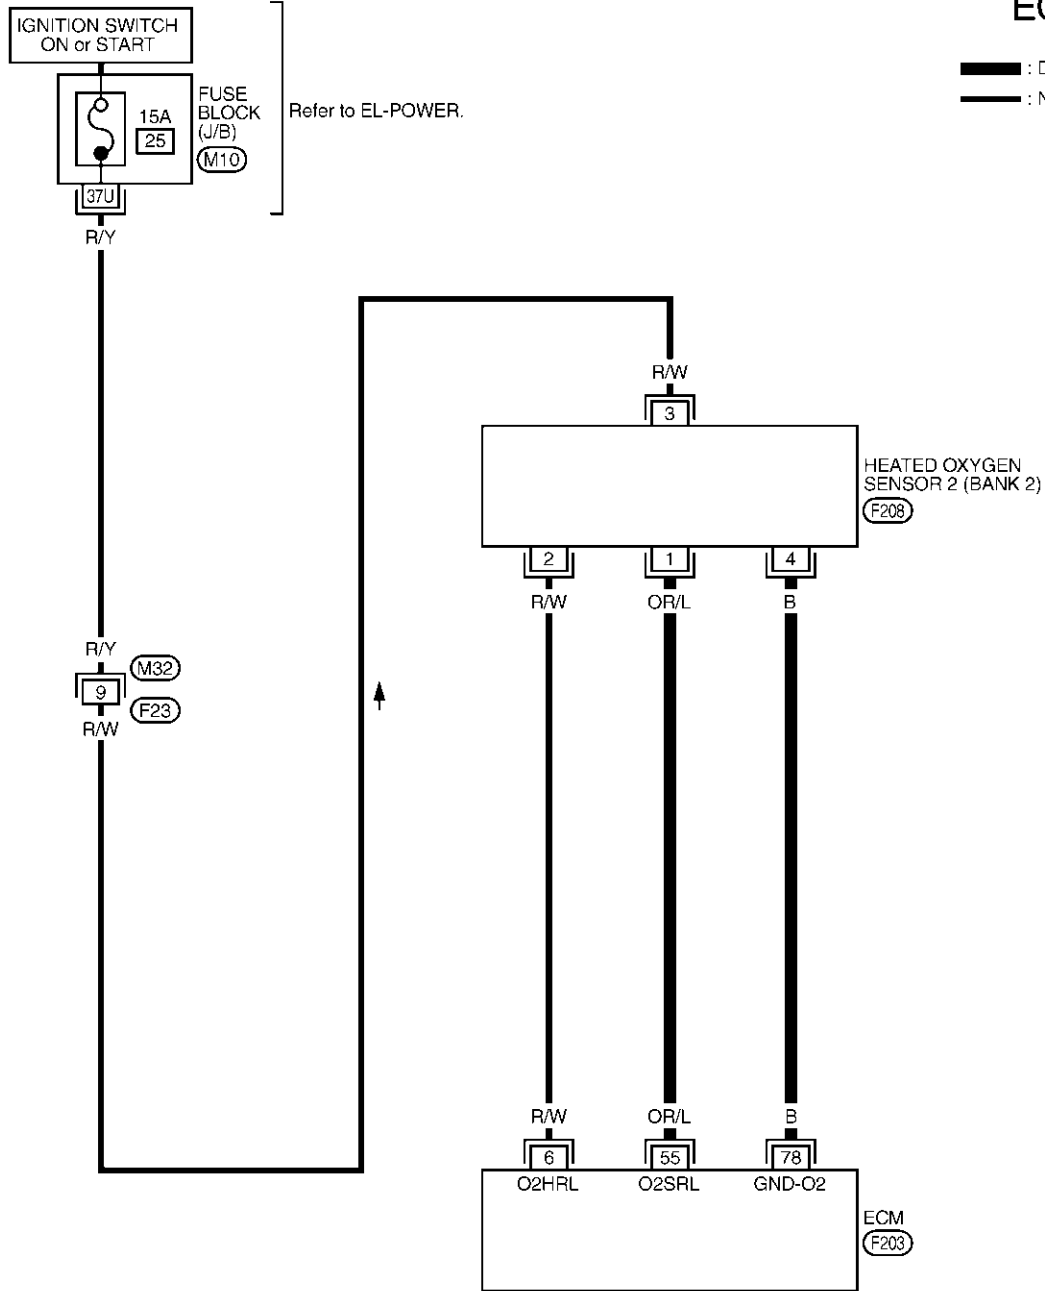 IGNITION SWITCH
ON or START
15A
25
FUSE
BLOCK
(J/B)
M10
Refer to EL-POWER.
37U
R/Y
R/W
3
HEATED OXYGEN
SENSOR 2 (BANK 2)
F208
2
1
4
R/W
OR/L
B
R/Y
M32
9
F23
R/W
R/W
OR/L
B
6
55
78
O2HRL
O2SRL
GND-O2
ECM
F203